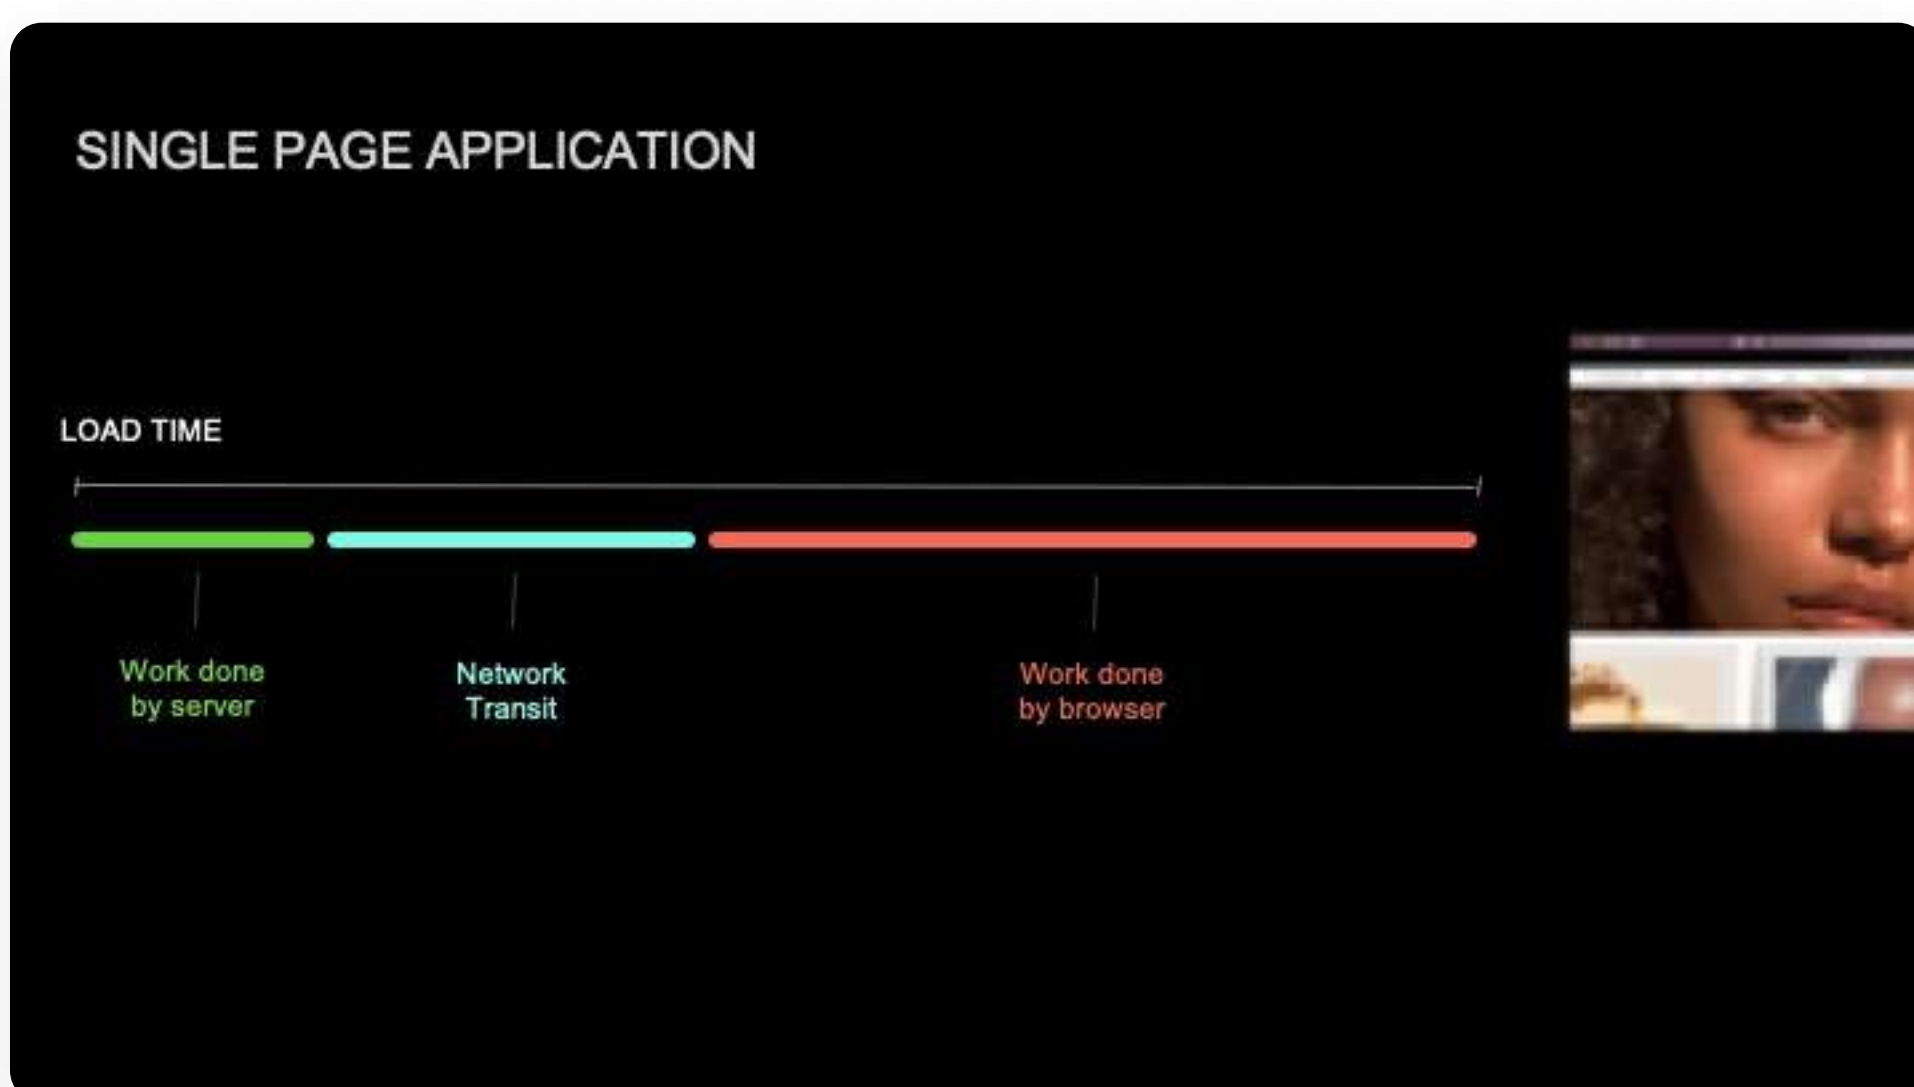 SINGLE PAGE APPLICATION
LOAD TIME
Work done
by server
Network
Transit
Work done
by browser